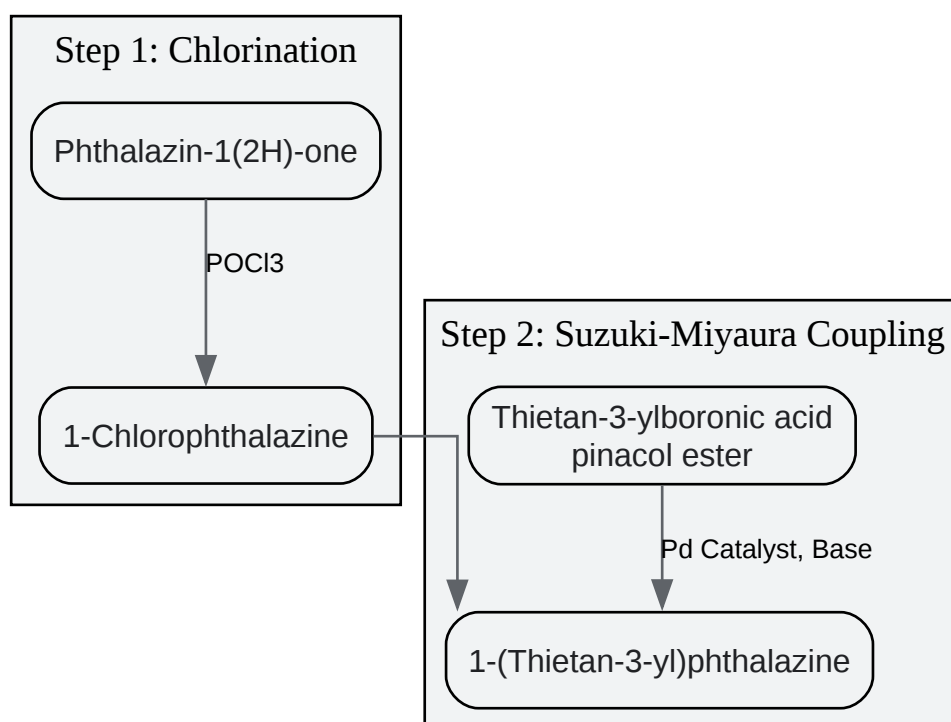 Step 1: Chlorination
Phthalazin-1(2H)-one
POCl3
1-Chlorophthalazine
Step 2: Suzuki-Miyaura Coupling
Thietan-3-ylboronic acid
pinacol ester
Pd Catalyst, Base
1-(Thietan-3-yl)phthalazine